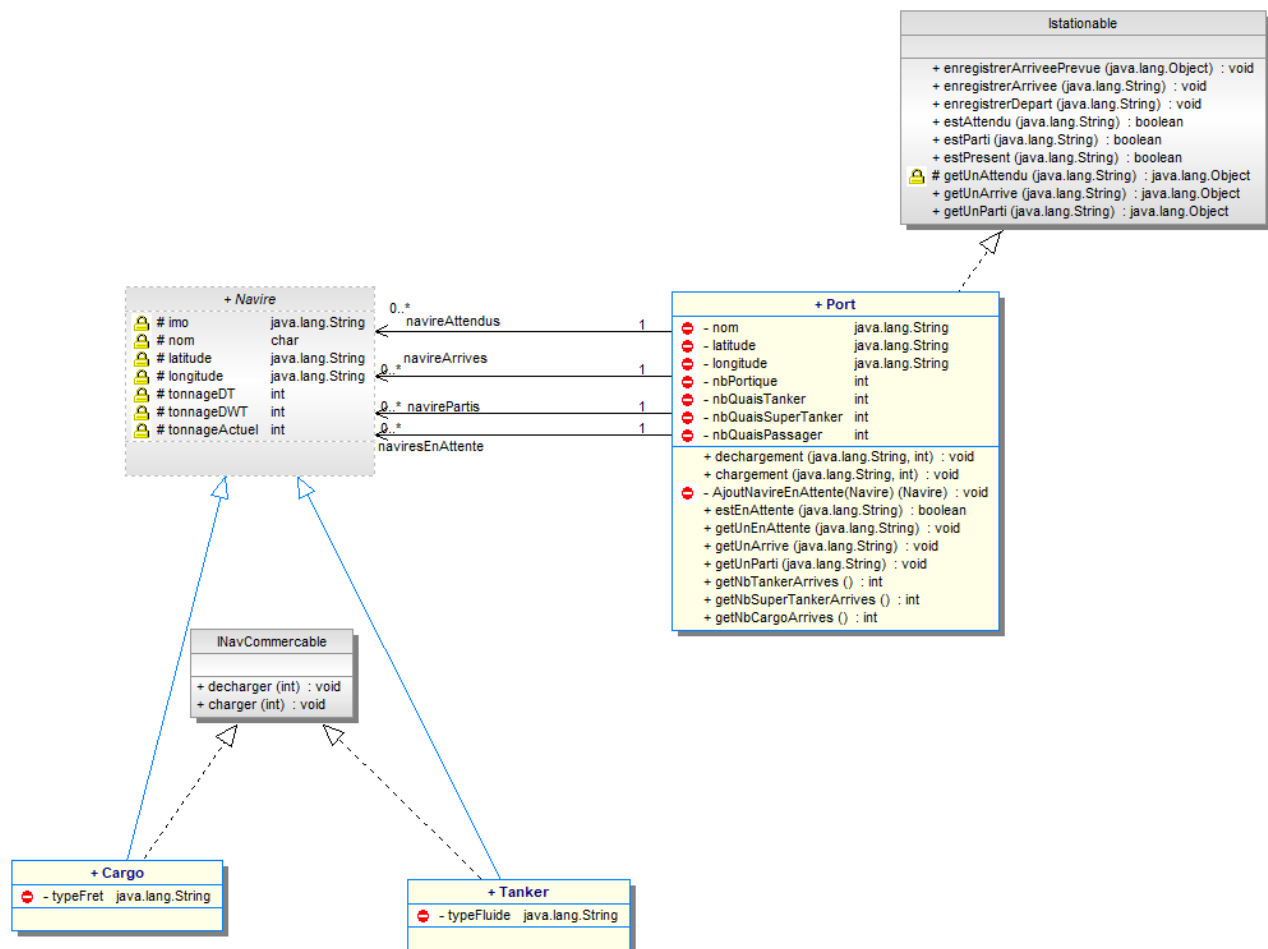 Istationable
+ enregistrerArriveePrevue (java.lang.Object) : void
+ enregistrerArrivee (java.lang.String) : void
+ enregistrerDepart (java.lang.String) : void
+ estAttendu (java.lang.String) : boolean
+ estParti (java.lang.String) : boolean
+ estPresent (java.lang.String) : boolean
# getUnAttendu (java.lang.String) : java.lang.Object
+ getUnArrive (java.lang.String) : java.lang.Object
+ getUnParti (java.lang.String) : java.lang.Object
+ Navire
# imo java.lang.String
# nom char
# latitude java.lang.String
# longitude java.lang.String
# tonnageDT int
# tonnageDWT int
# tonnageActuel int
0..* navireAttendus 1
0..* navireArrives 1
0..* navirePartis 1
0..* naviresEnAttente 1
+ Port
- nom java.lang.String
- latitude java.lang.String
- longitude java.lang.String
- nbPortique int
- nbQuaisTanker int
- nbQuaisSuperTanker int
- nbQuaisPassager int
+ dechargement (java.lang.String, int) : void
+ chargement (java.lang.String, int) : void
- AjoutNavireEnAttente(Navire) (Navire) : void
+ estEnAttente (java.lang.String) : boolean
+ getUnEnAttente (java.lang.String) : void
+ getUnArrive (java.lang.String) : void
+ getUnParti (java.lang.String) : void
+ getNbTankerArrives () : int
+ getNbSuperTankerArrives () : int
+ getNbCargoArrives () : int
INavCommercable
+ decharger (int) : void
+ charger (int) : void
+ Cargo
- typeFret java.lang.String
+ Tanker
- typeFluide java.lang.String